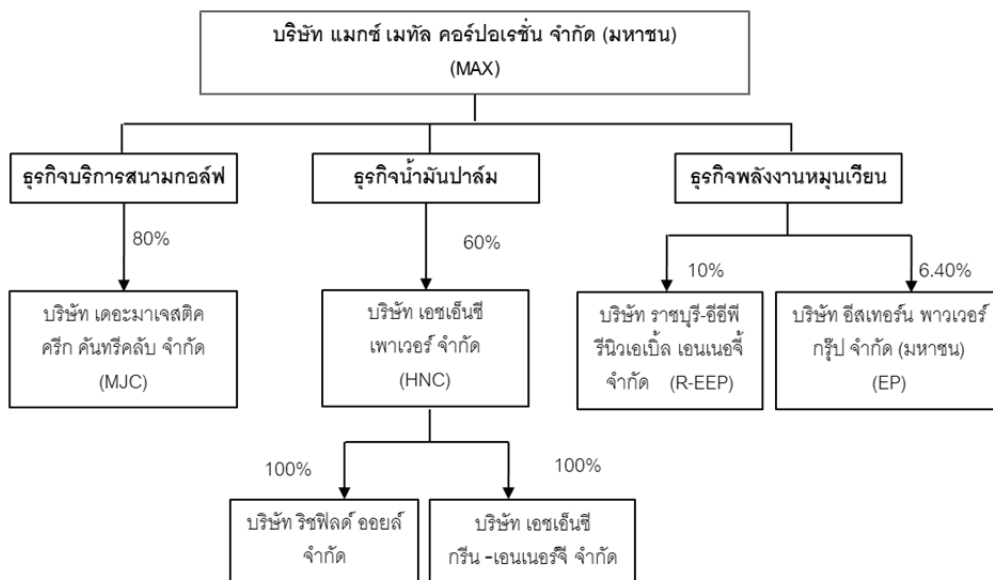 บริษัท แมกซ์ เมทัล คอร์ปอเรชั่น จำกัด (มหาชน)
(MAX)
ธุรกิจบริการสนามกอล์ฟ
ธุรกิจน้ำมันปาล์ม
ธุรกิจพลังงานหมุนเวียน
80%
60%
10%
6.40%
บริษัท เดอะมาเจสติค
ครีก คันทรีคลับ จำกัด
(MJC)
บริษัท เอชเอ็นซี
เพาเวอร์ จำกัด
(HNC)
บริษัท ราชบุรี-อีอีพี
รีนิวเอเบิ้ล เอนเนอจี้
จำกัด (R-EEP)
บริษัท อีสเทอร์น พาวเวอร์
กรุ๊ป จำกัด (มหาชน)
(EP)
100%
100%
บริษัท ริชฟิลด์ ออยล์
จำกัด
บริษัท เอชเอ็นซี
กรีน -เอนเนอร์จี จำกัด